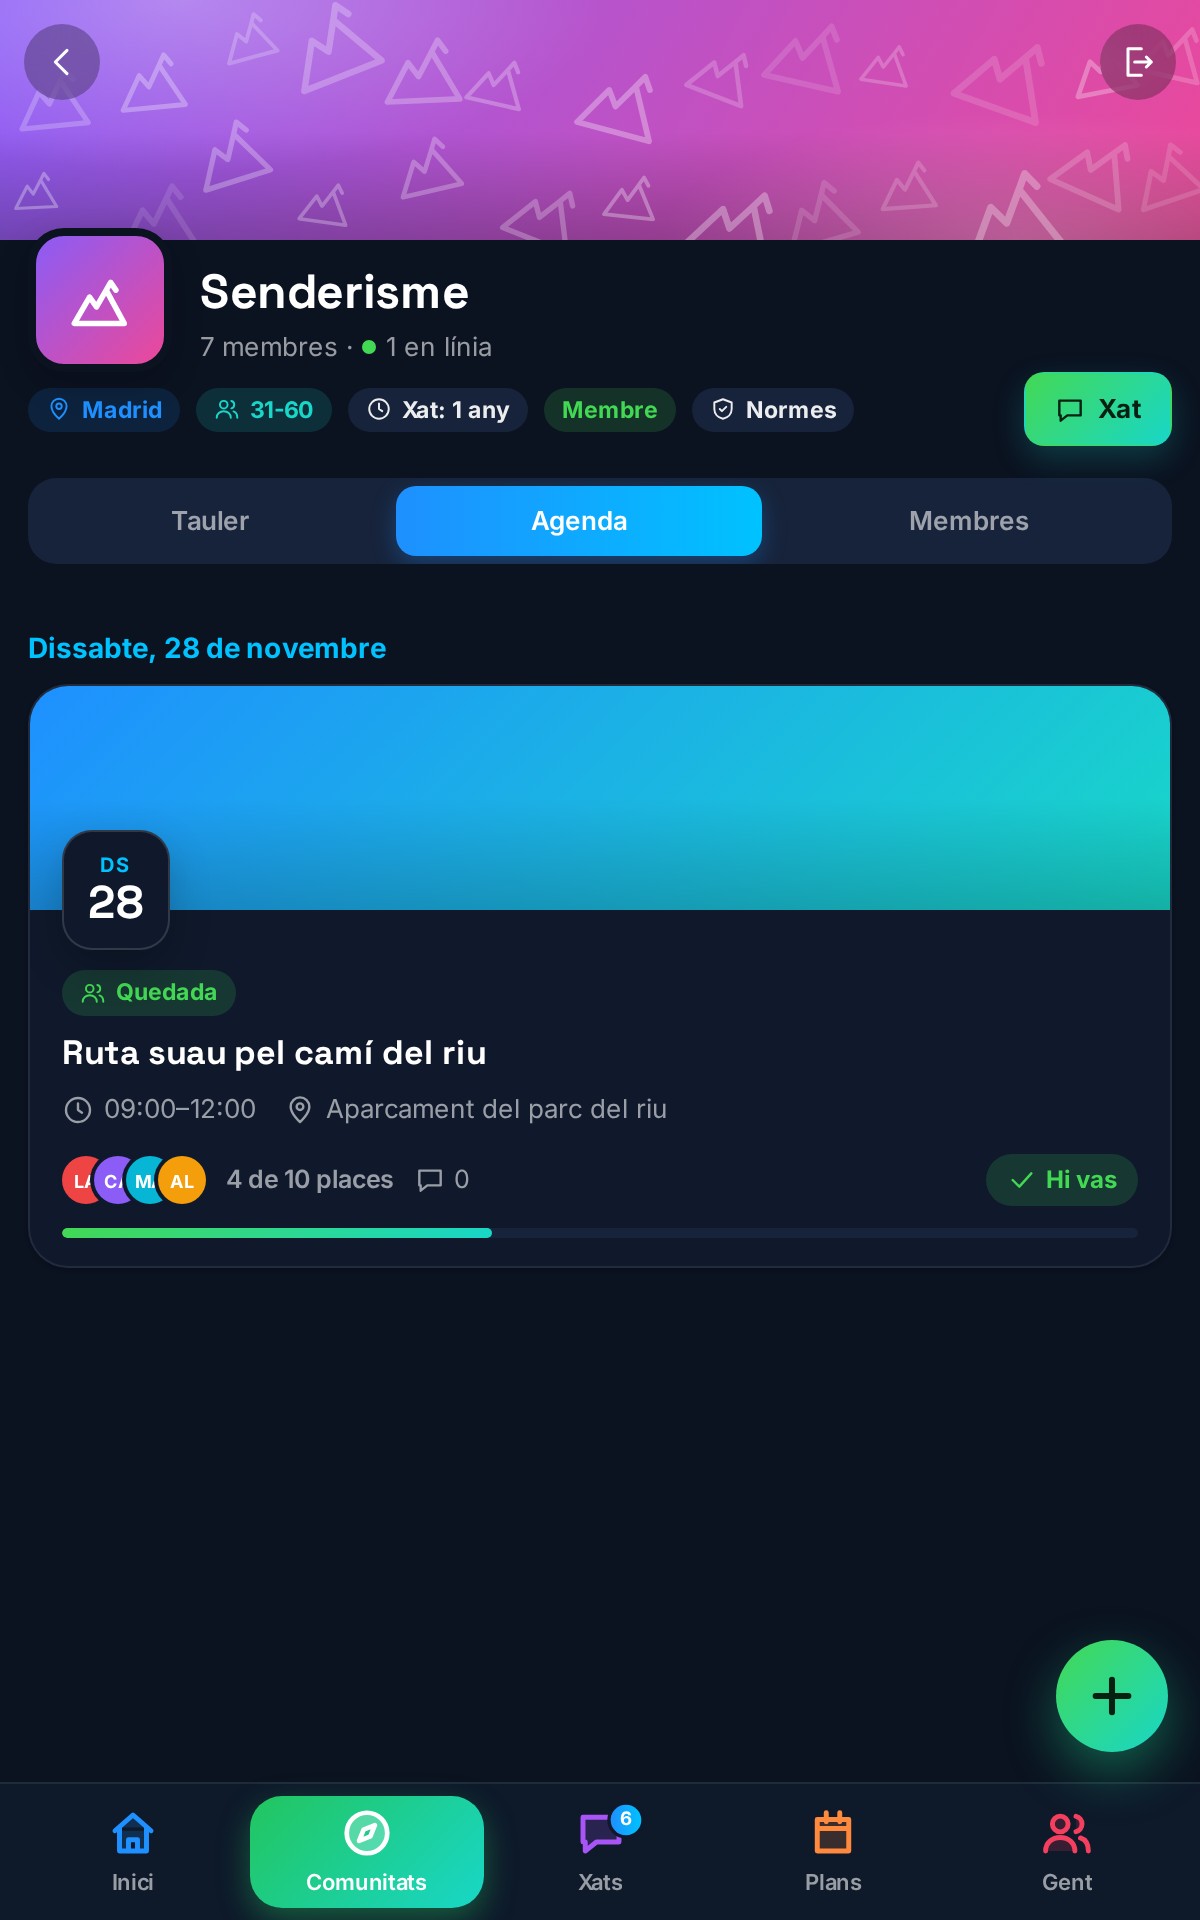 Senderisme
7 membres · 1 en línia
Madrid
31-60
Xat: 1 any
Membre
Normes
Xat
Tauler
Agenda
Membres
Dissabte, 28 de novembre
DS
28
Quedada
Ruta suau pel camí del riu
09:00–12:00
Aparcament del parc del riu
AL
4 de 10 places
0
Hi vas
6
Inici
Comunitats
Xats
Plans
Gent